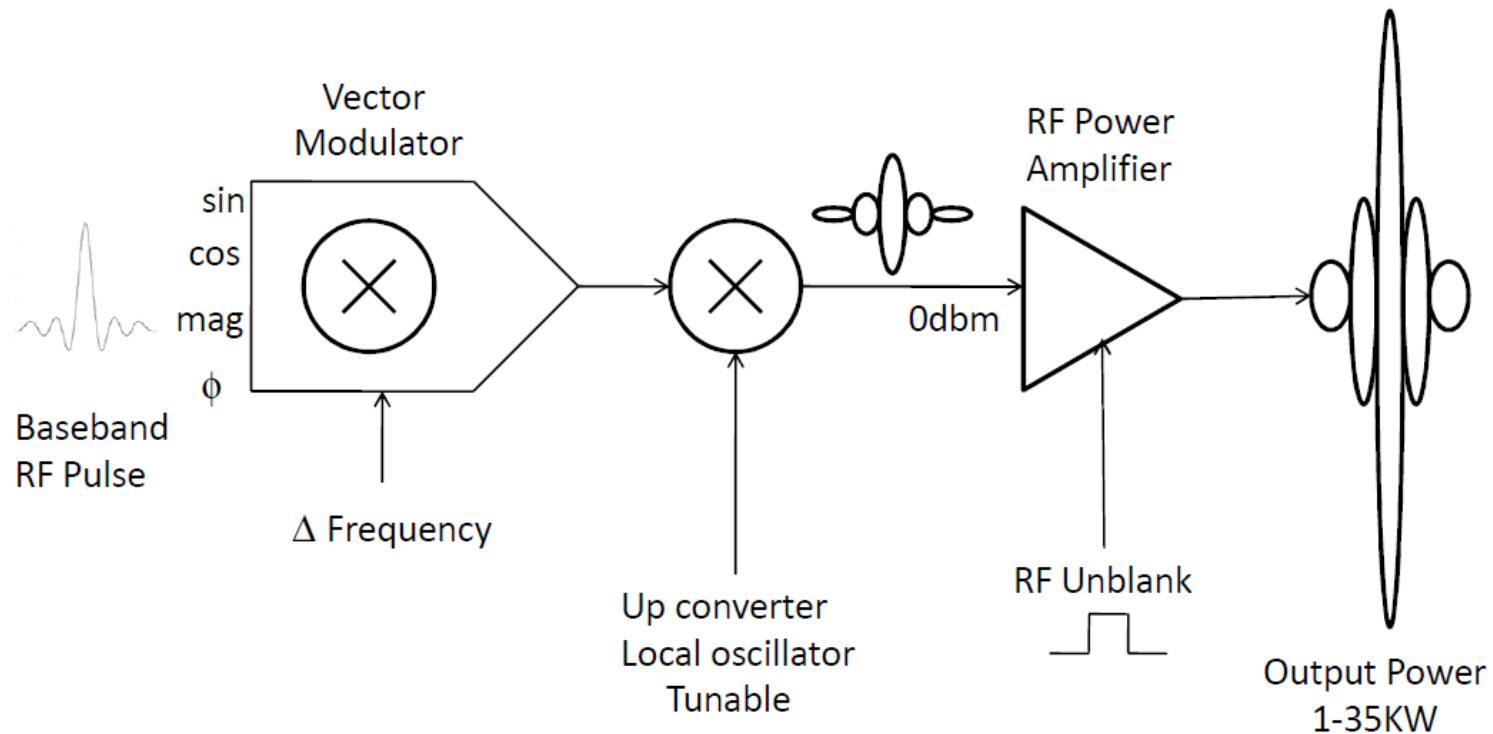 Vector
Modulator
sin
cos
mag
ϕ
Baseband
RF Pulse
Δ Frequency
Up converter
Local oscillator
Tunable
0dbm
RF Power
Amplifier
RF Unblank
Output Power
1-35KW